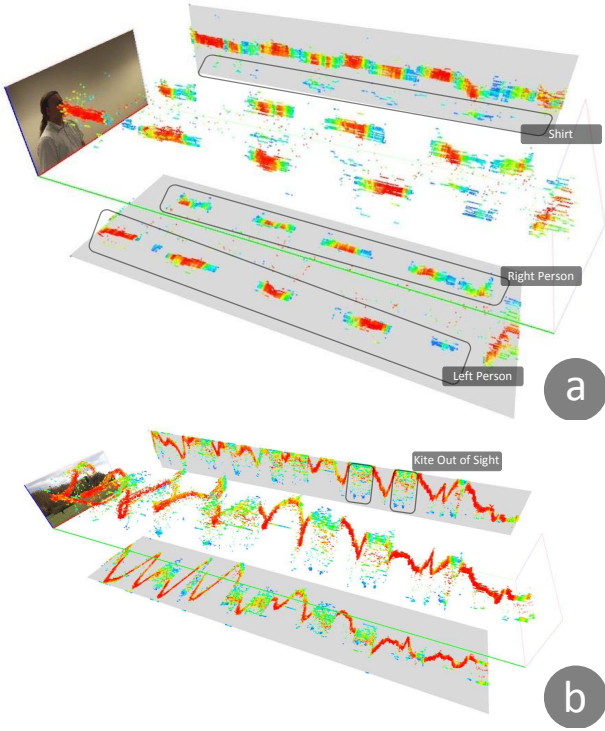 Shirt
Right Person
Left Person
a
Kite Out of Sight
b